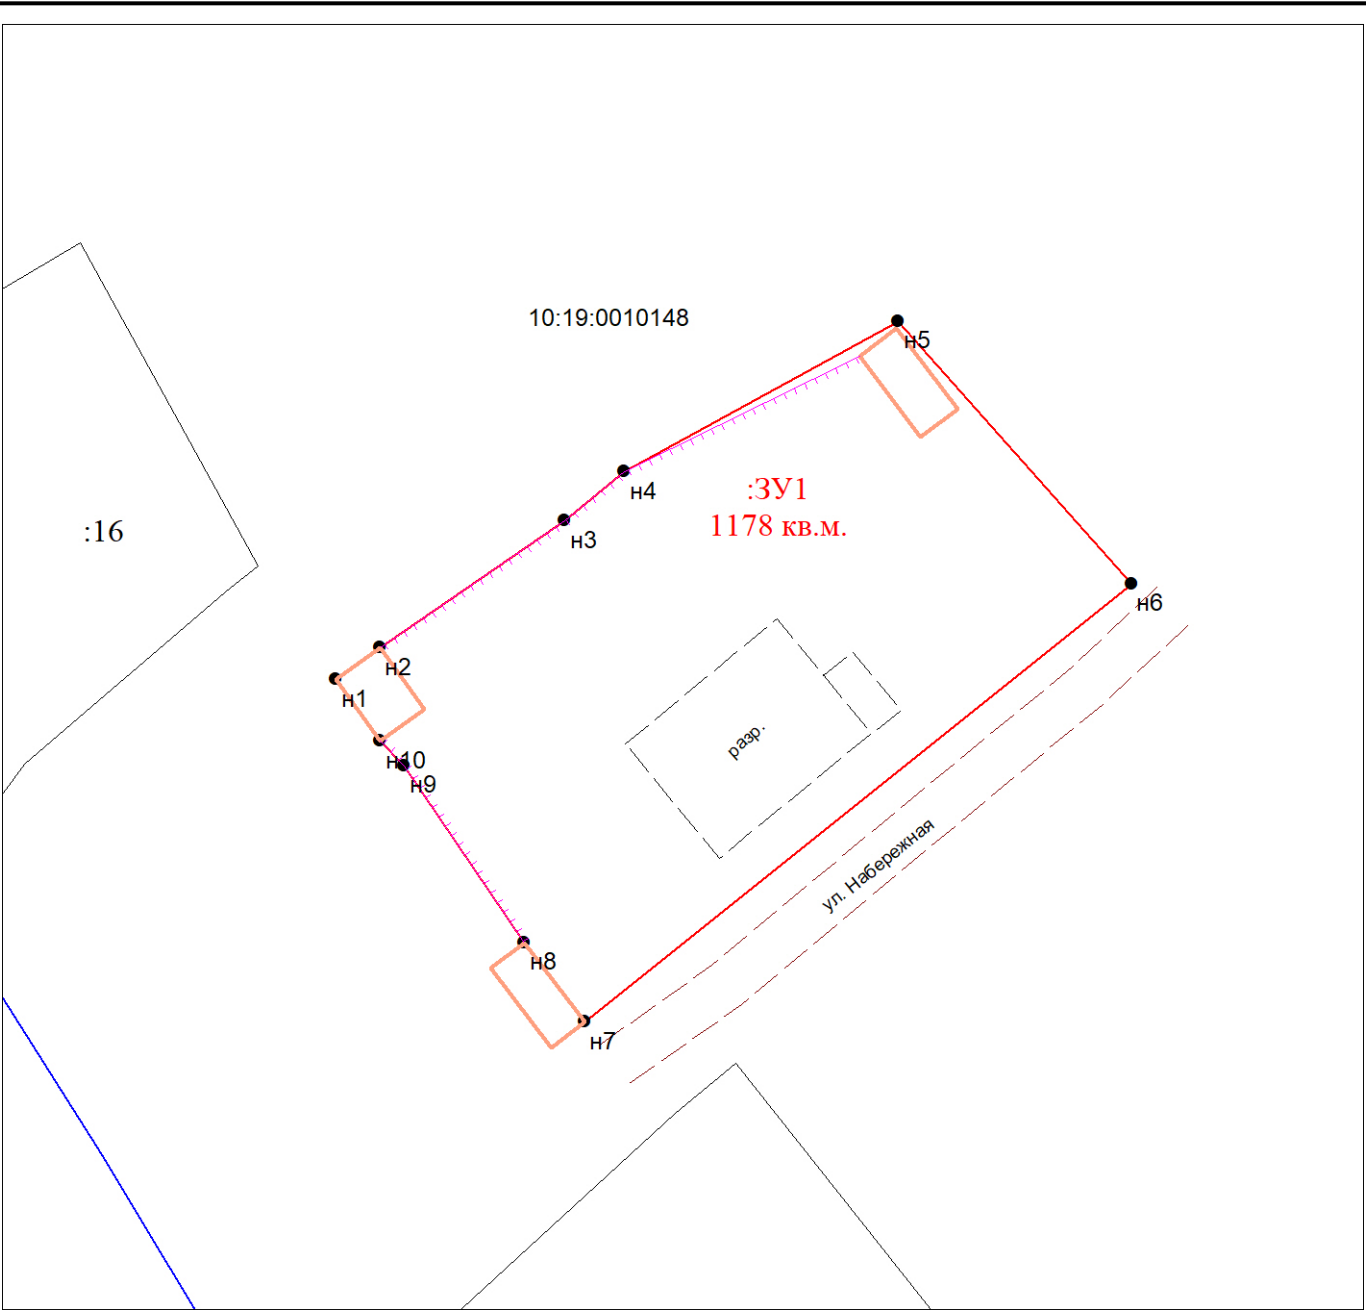 10:19:0010148
н5
н4
:ЗУ1
1178 кв.м.
:16
н3
н6
н2
н1
разр.
н10
н9
ул. Набережная
н8
н7